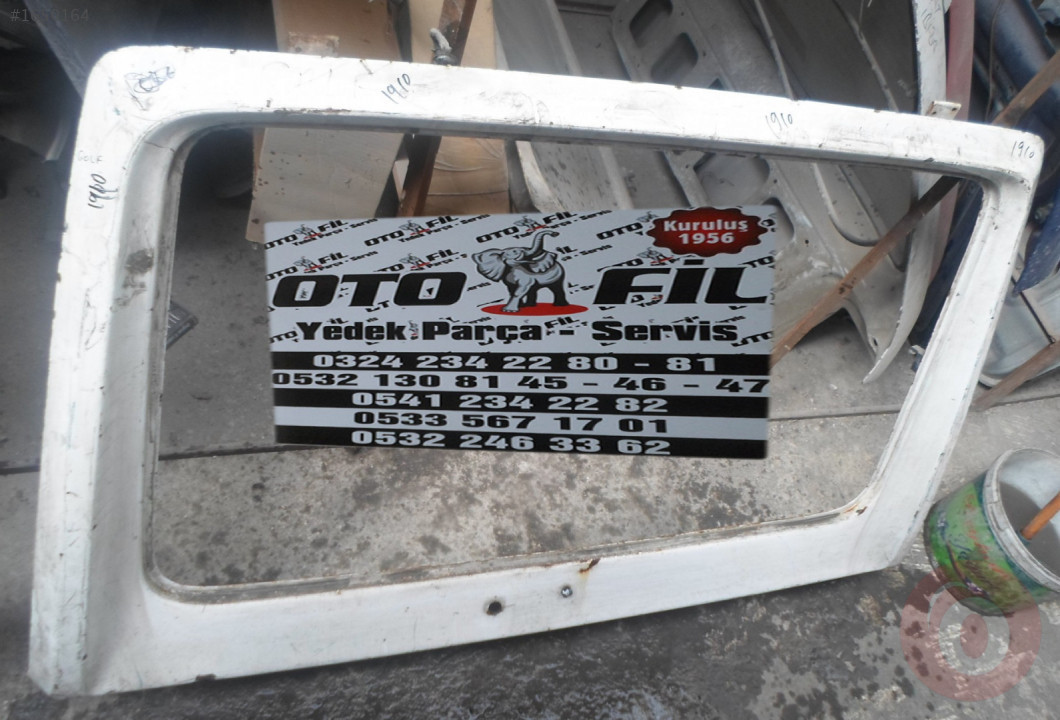 1910
1910
1910
GOLF
1910
Kuruluş
1956
OTO FİL
Yedek Parça - Servis
0324 234 22 80 - 81
0532 130 81 45 - 46 - 47
0541 234 22 82
0533 567 17 01
0532 246 33 62